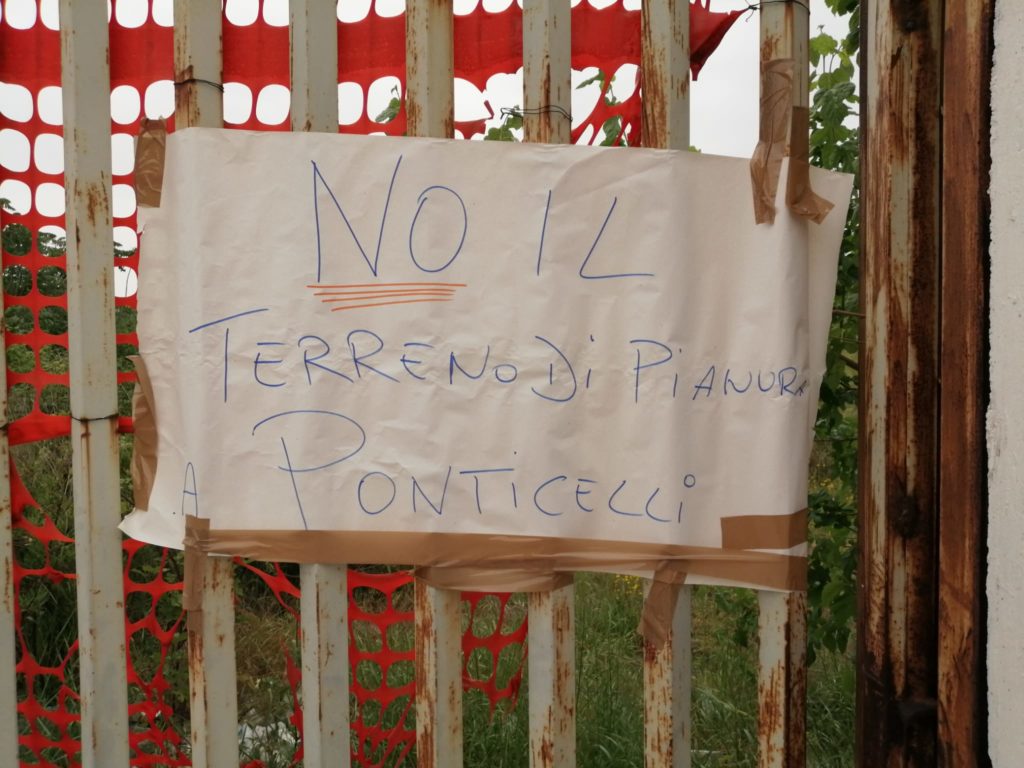 NO IL
TERRENO Di PiANURA
A PONTiCELLi